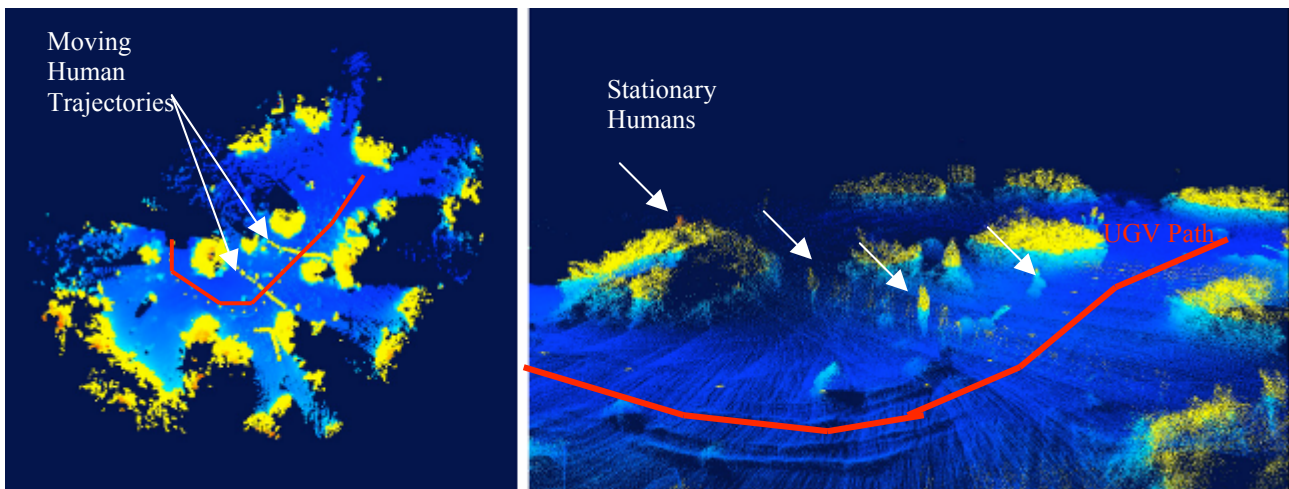 Moving
Human
Trajectories
Stationary
Humans
UGV Path